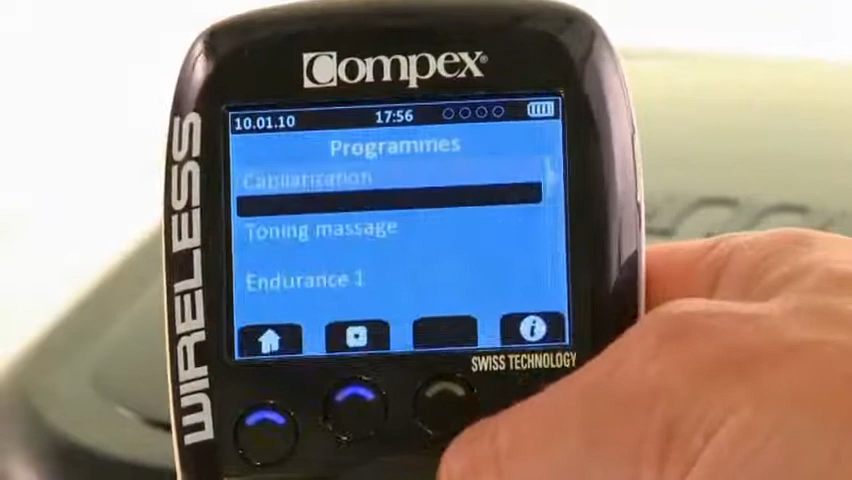 Compex®
WIRELESS
10.01.10 17:56
Programmes
Capillarization
Toning massage
Endurance 1
i
SWISS TECHNOLOGY